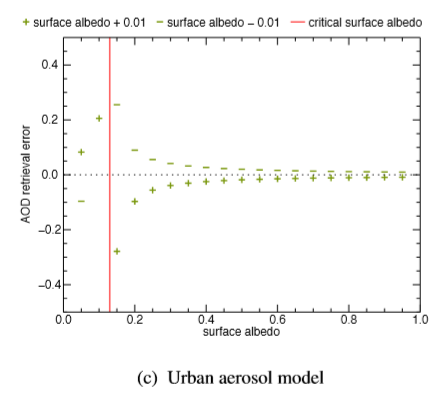 + surface albedo + 0.01 − surface albedo − 0.01 — critical surface albedo
0.4
0.2
0.0
−0.2
−0.4
AOD retrieval error
0.0 0.2 0.4 0.6 0.8 1.0
surface albedo
(c) Urban aerosol model